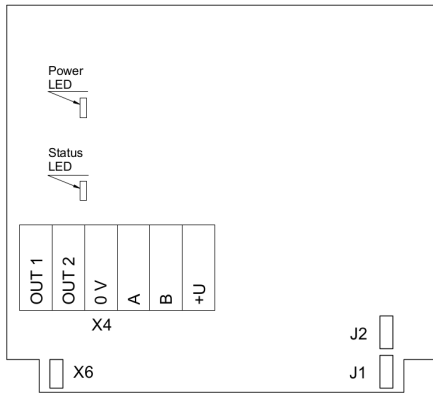 Power
LED
Status
LED
OUT 1
OUT 2
0 V
A
B
+U
X4
J2
X6
J1